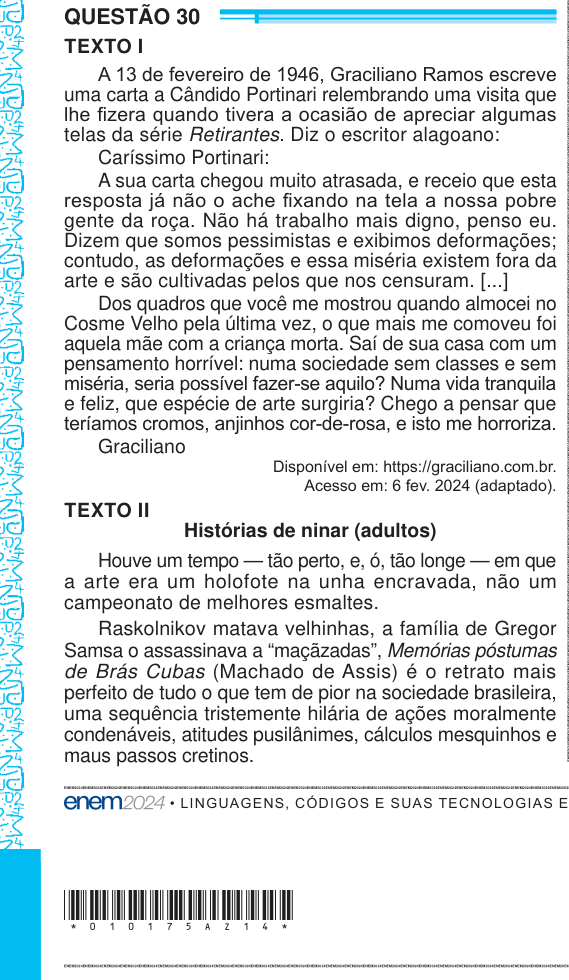 QUESTÃO 30
TEXTO I
A 13 de fevereiro de 1946, Graciliano Ramos escreve
uma carta a Cândido Portinari relembrando uma visita que
lhe fizera quando tivera a ocasião de apreciar algumas
telas da série Retirantes. Diz o escritor alagoano:
Caríssimo Portinari:
A sua carta chegou muito atrasada, e receio que esta
resposta já não o ache fixando na tela a nossa pobre
gente da roça. Não há trabalho mais digno, penso eu.
Dizem que somos pessimistas e exibimos deformações;
contudo, as deformações e essa miséria existem fora da
arte e são cultivadas pelos que nos censuram. [...]
Dos quadros que você me mostrou quando almocei no
Cosme Velho pela última vez, o que mais me comoveu foi
aquela mãe com a criança morta. Saí de sua casa com um
pensamento horrível: numa sociedade sem classes e sem
miséria, seria possível fazer-se aquilo? Numa vida tranquila
e feliz, que espécie de arte surgiria? Chego a pensar que
teríamos cromos, anjinhos cor-de-rosa, e isto me horroriza.
Graciliano
Disponível em: https://graciliano.com.br.
Acesso em: 6 fev. 2024 (adaptado).
TEXTO II
Histórias de ninar (adultos)
Houve um tempo — tão perto, e, ó, tão longe — em que
a arte era um holofote na unha encravada, não um
campeonato de melhores esmaltes.
Raskolnikov matava velhinhas, a família de Gregor
Samsa o assassinava a “maçãzadas”, Memórias póstumas
de Brás Cubas (Machado de Assis) é o retrato mais
perfeito de tudo o que tem de pior na sociedade brasileira,
uma sequência tristemente hilária de ações moralmente
condenáveis, atitudes pusilânimes, cálculos mesquinhos e
maus passos cretinos.
enem2024 • LINGUAGENS, CÓDIGOS E SUAS TECNOLOGIAS E
* 0 1 0 1 7 5 A Z 1 4 *